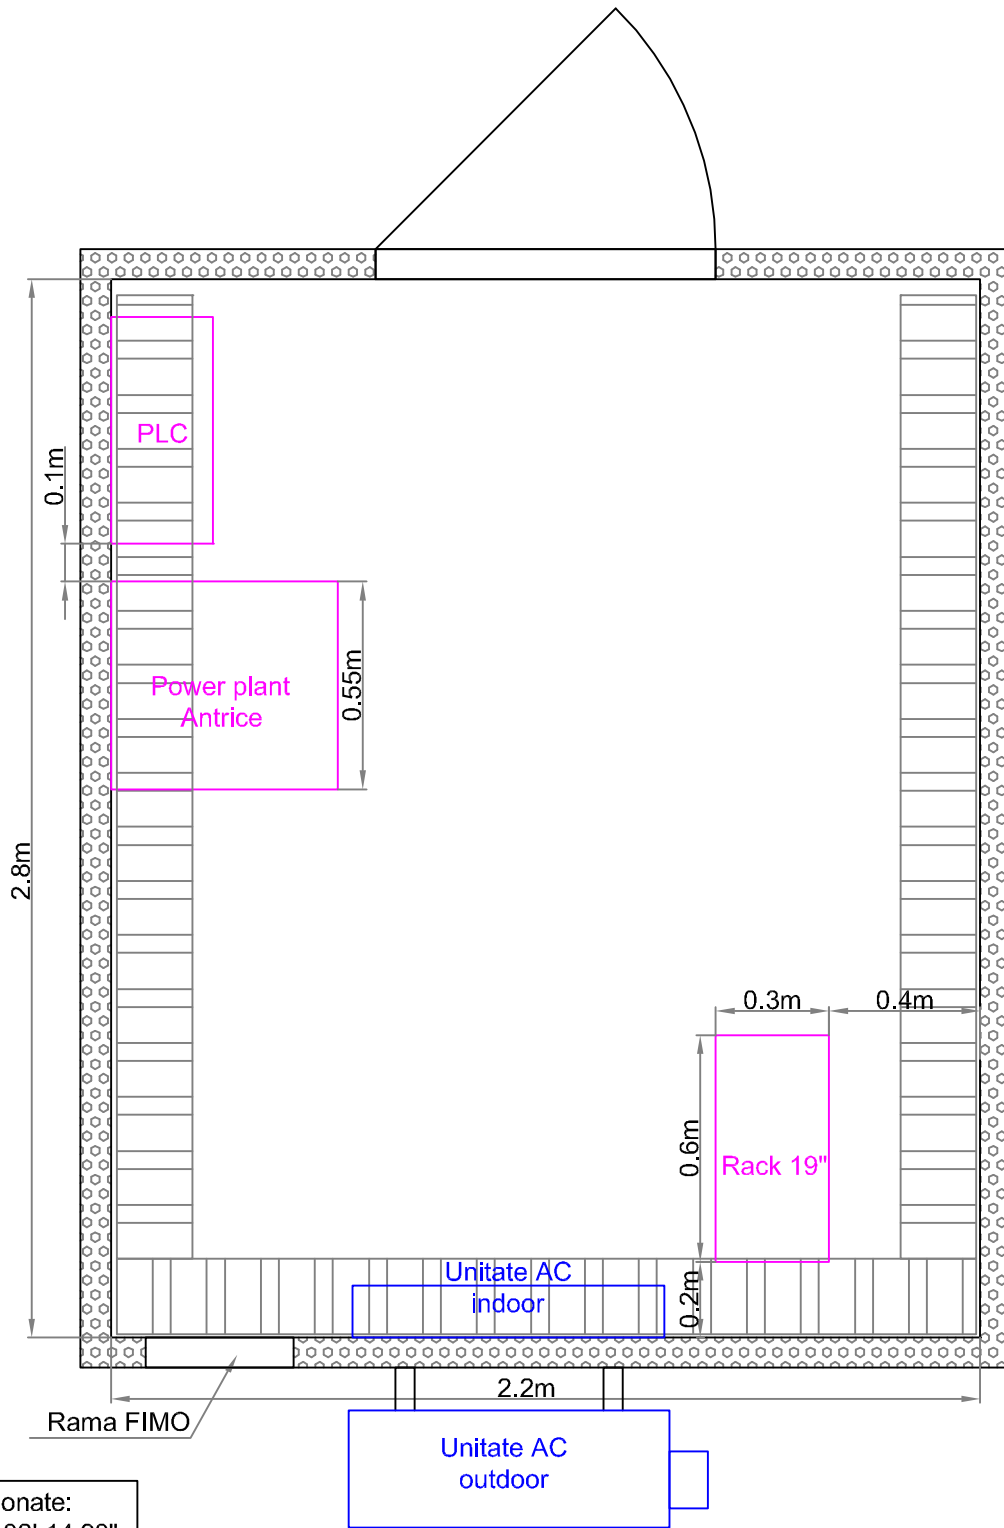 PLC
0.1m
Power plant
Antrice
0.55m
2.8m
0.3m
0.4m
0.6m
Rack 19"
Unitate AC
indoor
0.2m
2.2m
Rama FIMO
Unitate AC
outdoor
onate: